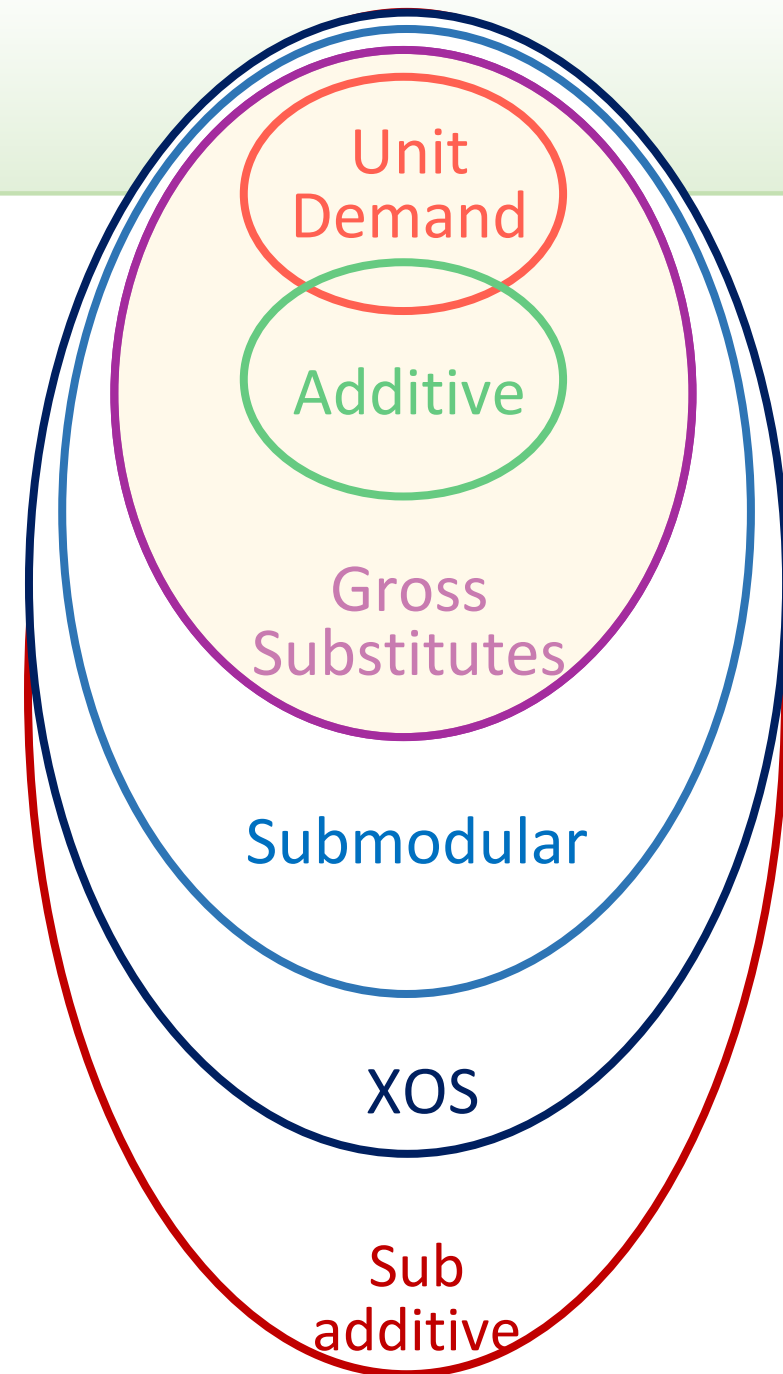 Unit
Demand
Additive
Gross
Substitutes
Submodular
XOS
Sub
additive